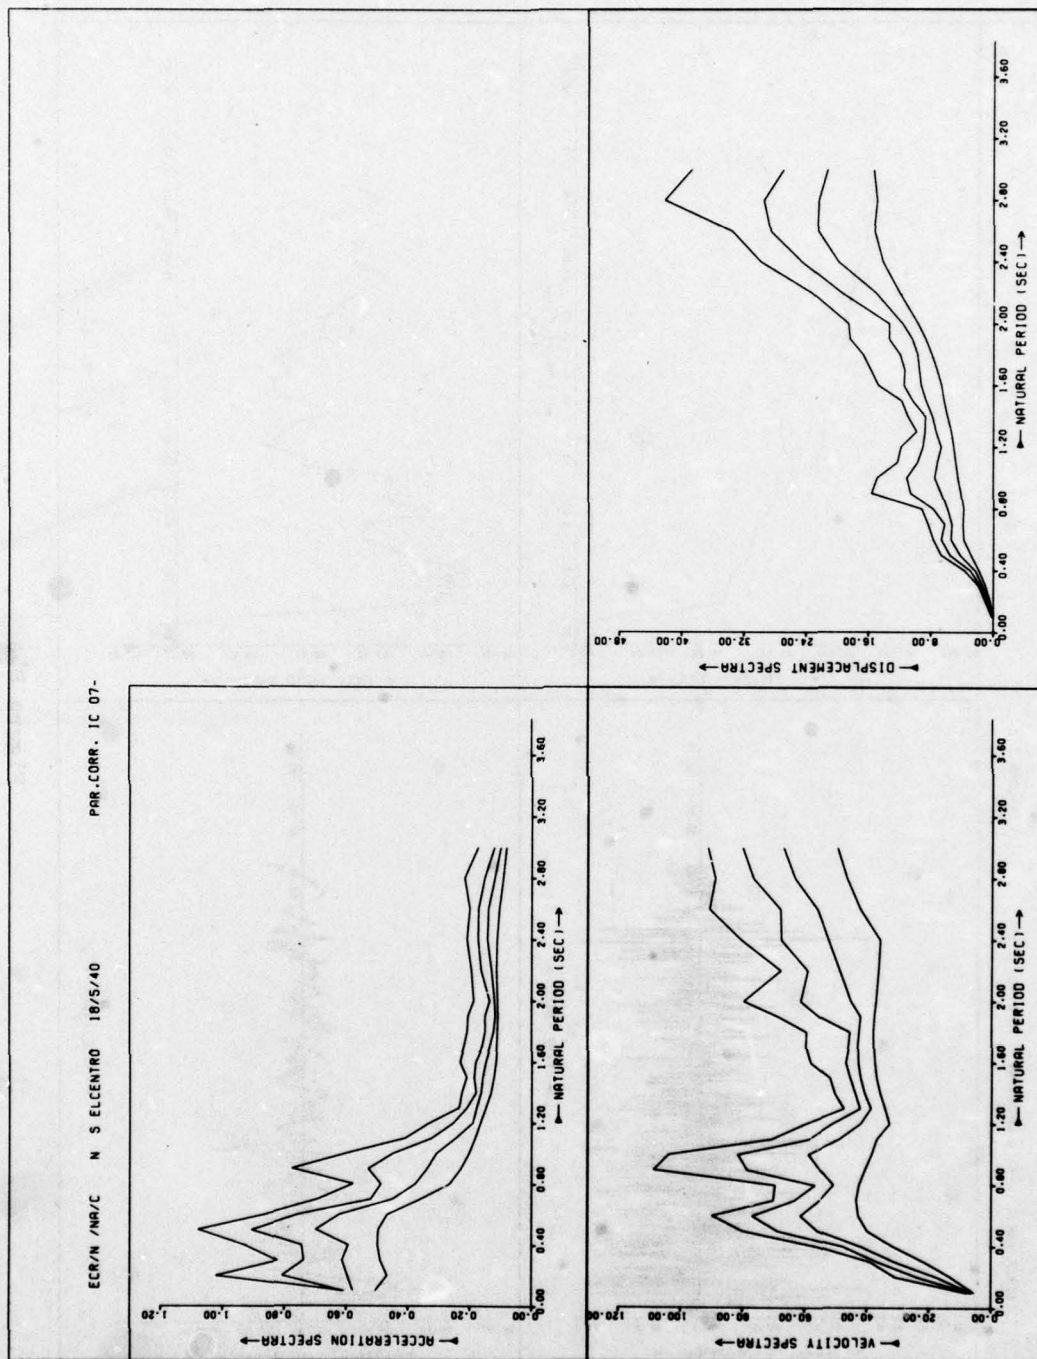 ECR/N /NA/C N S ELCENTRO 18/5/40 PAR.CORR. IC 07-
ACCELERATION SPECTRA
1.20
1.00
0.80
0.60
0.40
0.20
0.00
0.00 0.40 0.80 1.20 1.60 2.00 2.40 2.80 3.20 3.60
NATURAL PERIOD (SEC)
VELOCITY SPECTRA
120.00
100.00
80.00
60.00
40.00
20.00
0.00
0.00 0.40 0.80 1.20 1.60 2.00 2.40 2.80 3.20 3.60
NATURAL PERIOD (SEC)
DISPLACEMENT SPECTRA
48.00
40.00
32.00
24.00
16.00
8.00
0.00
0.00 0.40 0.80 1.20 1.60 2.00 2.40 2.80 3.20 3.60
NATURAL PERIOD (SEC)